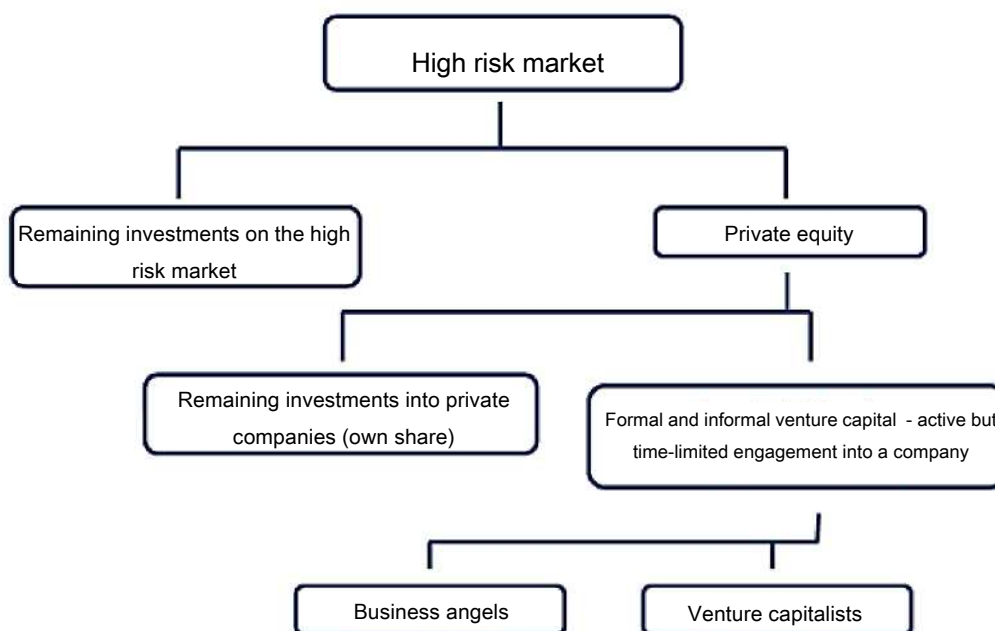 High risk market
Remaining investments on the high
risk market
Private equity
Remaining investments into private
companies (own share)
Formal and informal venture capital - active but
time-limited engagement into a company
Business angels
Venture capitalists